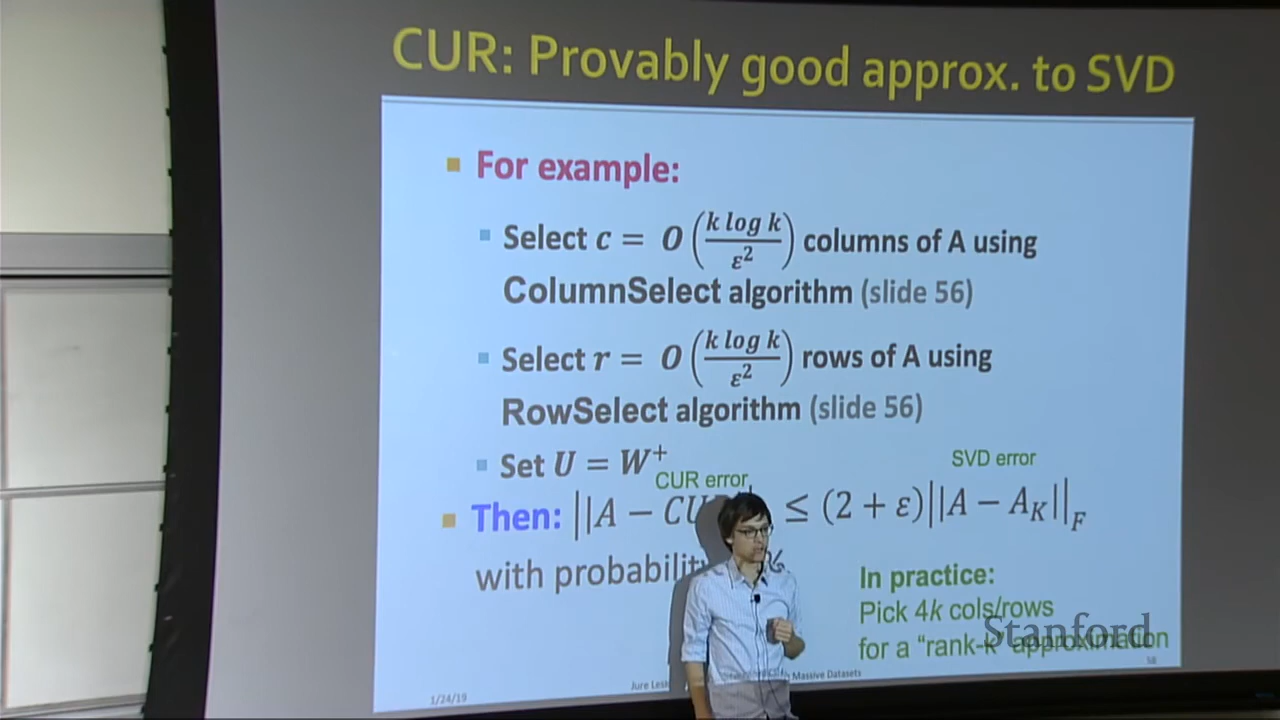 CUR: Provably good approx. to SVD
For example:
Select c = O(k log k / ε²) columns of A using
ColumnSelect algorithm (slide 56)
Select r = O(k log k / ε²) rows of A using
RowSelect algorithm (slide 56)
Set U = W⁺
CUR error
SVD error
Then: ||A − CU ≤ (2 + ε)||A − A_K||_F
with
In practice:
Pick 4k cols/rows
for a "rank-k" approximation
Stanford
1/24/19
Jure
Massive Datasets
58